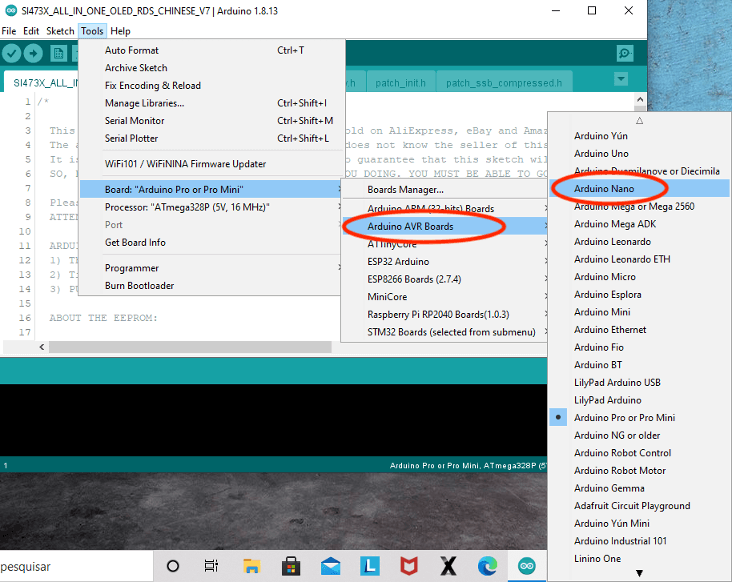 SI473X_ALL_IN_ONE_OLED_RDS_CHINESE_V7 | Arduino 1.8.13
File Edit Sketch Tools Help
SI473X_ALL_IN
patch_init.h
patch_ssb_compressed.h
Auto Format Ctrl+T
Archive Sketch
Fix Encoding & Reload
Manage Libraries... Ctrl+Shift+I
Serial Monitor Ctrl+Shift+M
Serial Plotter Ctrl+Shift+L
WiFi101 / WiFiNINA Firmware Updater
Board: "Arduino Pro or Pro Mini"
Processor: "ATmega328P (5V, 16 MHz)"
Port
Get Board Info
Programmer
Burn Bootloader
1 /*
2
3 This old on AliExpress, eBay and Amaz
4 The a does not know the seller of this
5 It is o guarantee that this sketch wil
6 SO, U DOING. YOU MUST BE ABLE TO GO
7
8 Pleas
9 ATTEN
10
11 ARDUI
12 1) Th
13 2) Ti
14 3) PU
15
16 ABOUT THE EEPROM:
17
Boards Manager...
Arduino ARM (32-bits) Boards
Arduino AVR Boards
ATTinyCore
ESP32 Arduino
ESP8266 Boards (2.7.4)
MiniCore
Raspberry Pi RP2040 Boards(1.0.3)
STM32 Boards (selected from submenu)
Arduino Yún
Arduino Uno
Arduino Duemilanove or Diecimila
Arduino Nano
Arduino Mega or Mega 2560
Arduino Mega ADK
Arduino Leonardo
Arduino Leonardo ETH
Arduino Micro
Arduino Esplora
Arduino Mini
Arduino Ethernet
Arduino Fio
Arduino BT
LilyPad Arduino USB
LilyPad Arduino
Arduino Pro or Pro Mini
Arduino NG or older
Arduino Robot Control
Arduino Robot Motor
Arduino Gemma
Adafruit Circuit Playground
Arduino Yún Mini
Arduino Industrial 101
Linino One
1 Arduino Pro or Pro Mini, ATmega328P (5V
pesquisar